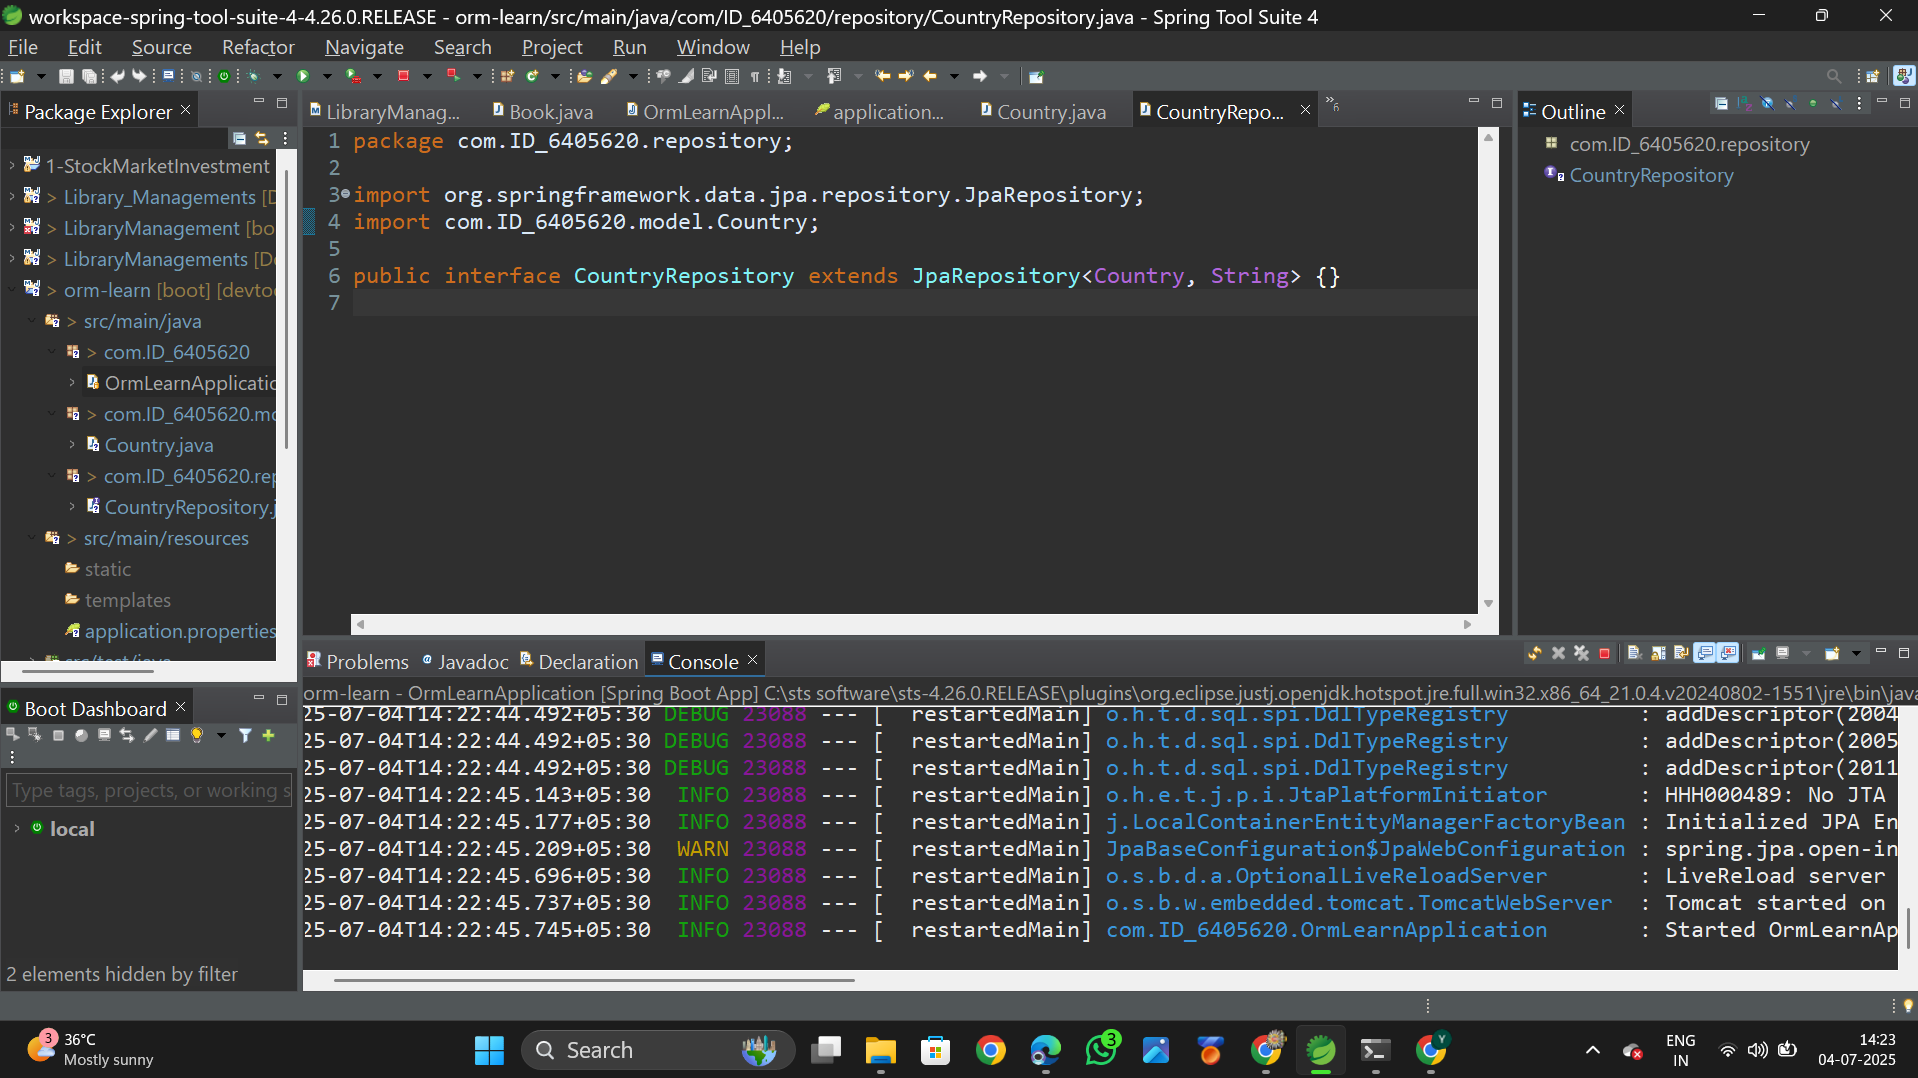 workspace-spring-tool-suite-4-4.26.0.RELEASE - orm-learn/src/main/java/com/ID_6405620/repository/CountryRepository.java - Spring Tool Suite 4
File Edit Source Refactor Navigate Search Project Run Window Help
Package Explorer
1-StockMarketInvestment
> Library_Managements [D
> LibraryManagement [bo
> LibraryManagements [De
> orm-learn [boot] [devtoo
> src/main/java
> com.ID_6405620
OrmLearnApplicatio
> com.ID_6405620.mo
Country.java
> com.ID_6405620.rep
CountryRepository.j
> src/main/resources
static
templates
application.properties
src/test/java
LibraryManag... Book.java OrmLearnAppl... application... Country.java CountryRepo... »6
1 package com.ID_6405620.repository;
2
3 import org.springframework.data.jpa.repository.JpaRepository;
4 import com.ID_6405620.model.Country;
5
6 public interface CountryRepository extends JpaRepository<Country, String> {}
7
Outline
com.ID_6405620.repository
CountryRepository
Problems Javadoc Declaration Console
orm-learn - OrmLearnApplication [Spring Boot App] C:\sts software\sts-4.26.0.RELEASE\plugins\org.eclipse.justj.openjdk.hotspot.jre.full.win32.x86_64_21.0.4.v20240802-1551\jre\bin\java
25-07-04T14:22:44.492+05:30 DEBUG 23088 --- [  restartedMain] o.h.t.d.sql.spi.DdlTypeRegistry : addDescriptor(2004
25-07-04T14:22:44.492+05:30 DEBUG 23088 --- [  restartedMain] o.h.t.d.sql.spi.DdlTypeRegistry : addDescriptor(2005
25-07-04T14:22:44.492+05:30 DEBUG 23088 --- [  restartedMain] o.h.t.d.sql.spi.DdlTypeRegistry : addDescriptor(2011
25-07-04T14:22:45.143+05:30 INFO 23088 --- [  restartedMain] o.h.e.t.j.p.i.JtaPlatformInitiator : HHH000489: No JTA
25-07-04T14:22:45.177+05:30 INFO 23088 --- [  restartedMain] j.LocalContainerEntityManagerFactoryBean : Initialized JPA En
25-07-04T14:22:45.209+05:30 WARN 23088 --- [  restartedMain] JpaBaseConfiguration$JpaWebConfiguration : spring.jpa.open-in
25-07-04T14:22:45.696+05:30 INFO 23088 --- [  restartedMain] o.s.b.d.a.OptionalLiveReloadServer : LiveReload server
25-07-04T14:22:45.737+05:30 INFO 23088 --- [  restartedMain] o.s.b.w.embedded.tomcat.TomcatWebServer : Tomcat started on
25-07-04T14:22:45.745+05:30 INFO 23088 --- [  restartedMain] com.ID_6405620.OrmLearnApplication : Started OrmLearnAp
Boot Dashboard
Type tags, projects, or working s
local
2 elements hidden by filter
3
36°C
Mostly sunny
Search
3
Y
ENG
IN
14:23
04-07-2025